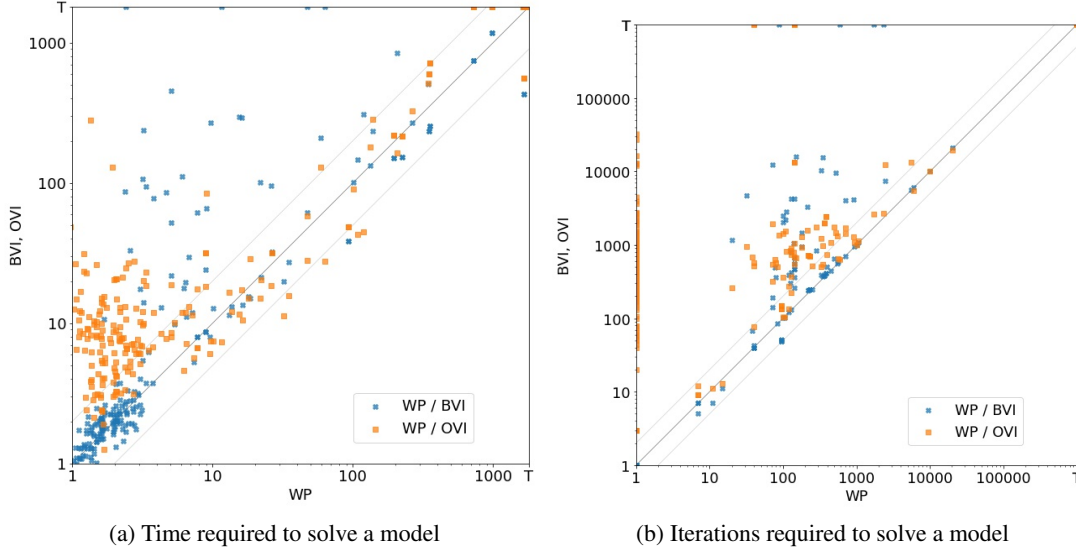 T
1000
100
10
1
BVI, OVI
1
10
100
1000
T
WP
WP / BVI
WP / OVI
(a) Time required to solve a model
T
100000
10000
1000
100
10
1
BVI, OVI
1
10
100
1000
10000
100000
T
WP
WP / BVI
WP / OVI
(b) Iterations required to solve a model